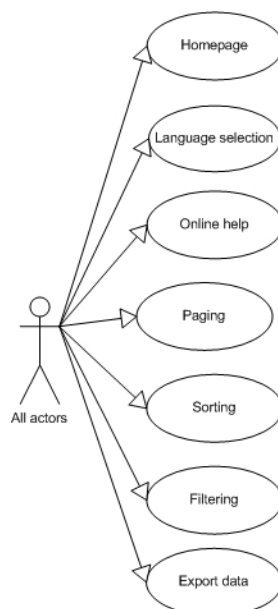 Homepage
Language selection
Online help
Paging
All actors
Sorting
Filtering
Export data